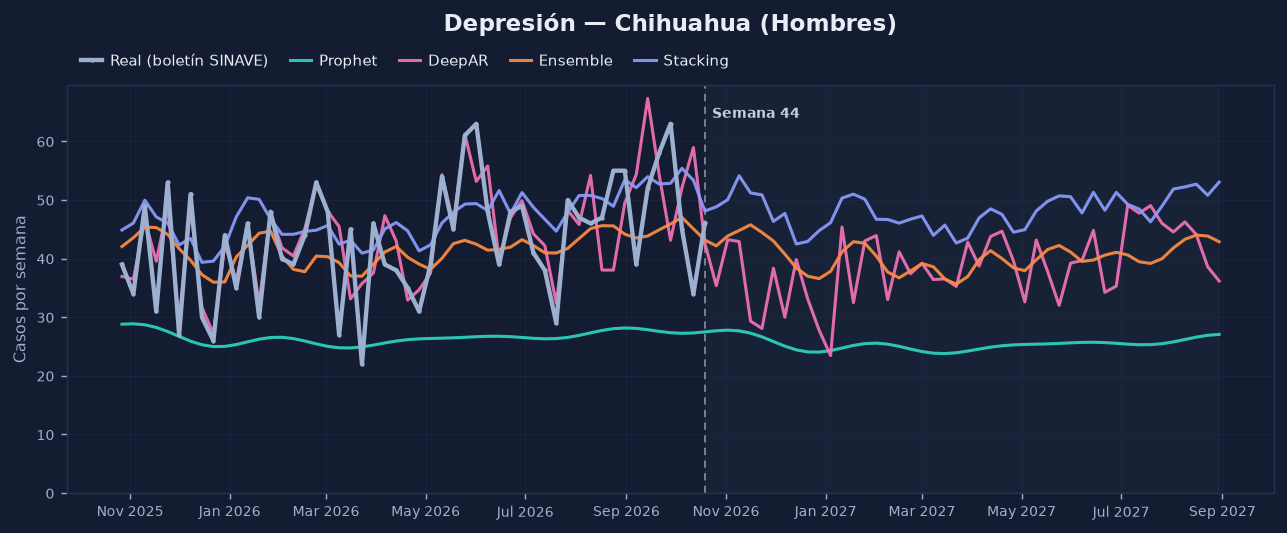 Depresión — Chihuahua (Hombres)
Real (boletín SINAVE) Prophet DeepAR Ensemble Stacking
Semana 44
Casos por semana
60
50
40
30
20
10
0
Nov 2025 Jan 2026 Mar 2026 May 2026 Jul 2026 Sep 2026 Nov 2026 Jan 2027 Mar 2027 May 2027 Jul 2027 Sep 2027